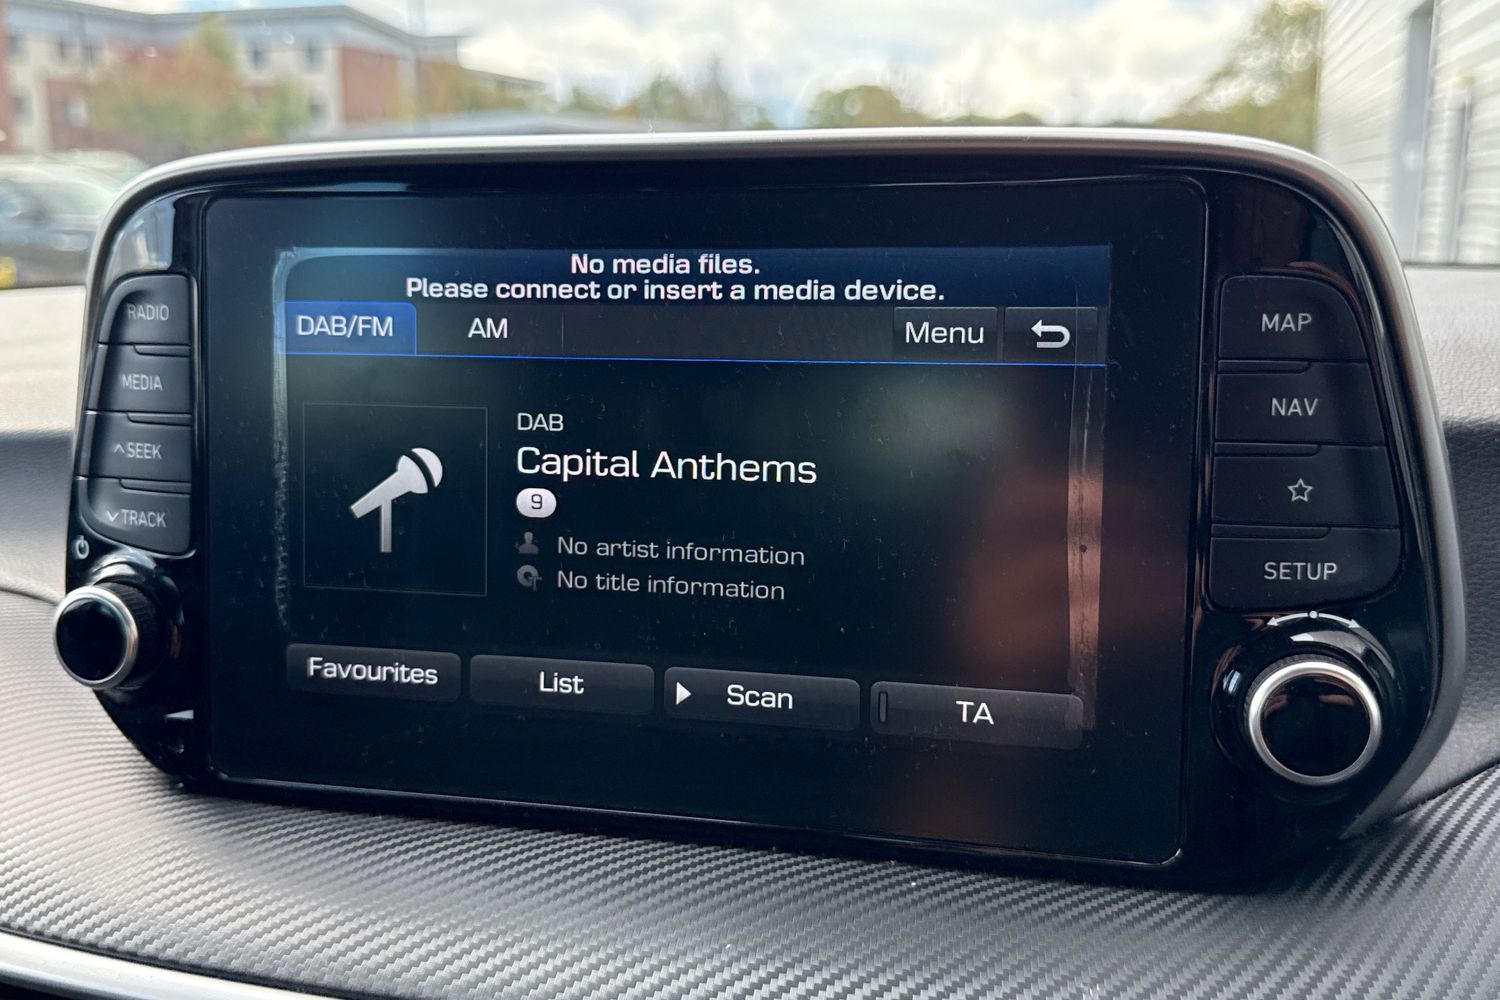 No media files.
Please connect or insert a media device.
DAB/FM
AM
Menu
DAB
Capital Anthems
9
No artist information
No title information
Favourites
List
Scan
TA
RADIO
MEDIA
SEEK
TRACK
MAP
NAV
SETUP